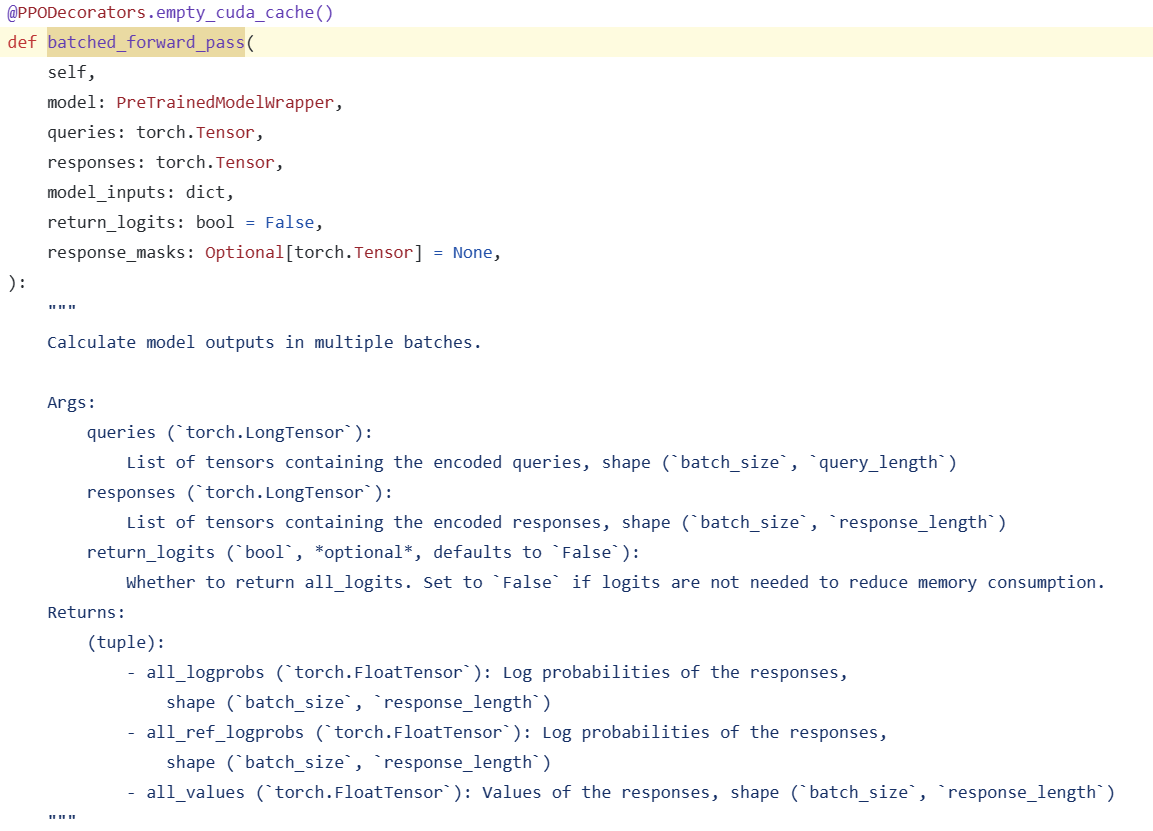 @PPODecorators.empty_cuda_cache()
def batched_forward_pass(
    self,
    model: PreTrainedModelWrapper,
    queries: torch.Tensor,
    responses: torch.Tensor,
    model_inputs: dict,
    return_logits: bool = False,
    response_masks: Optional[torch.Tensor] = None,
):
    """
    Calculate model outputs in multiple batches.

    Args:
        queries (`torch.LongTensor`):
            List of tensors containing the encoded queries, shape (`batch_size`, `query_length`)
        responses (`torch.LongTensor`):
            List of tensors containing the encoded responses, shape (`batch_size`, `response_length`)
        return_logits (`bool`, *optional*, defaults to `False`):
            Whether to return all_logits. Set to `False` if logits are not needed to reduce memory consumption.
    Returns:
        (tuple):
            - all_logprobs (`torch.FloatTensor`): Log probabilities of the responses,
                shape (`batch_size`, `response_length`)
            - all_ref_logprobs (`torch.FloatTensor`): Log probabilities of the responses,
                shape (`batch_size`, `response_length`)
            - all_values (`torch.FloatTensor`): Values of the responses, shape (`batch_size`, `response_length`)
    """